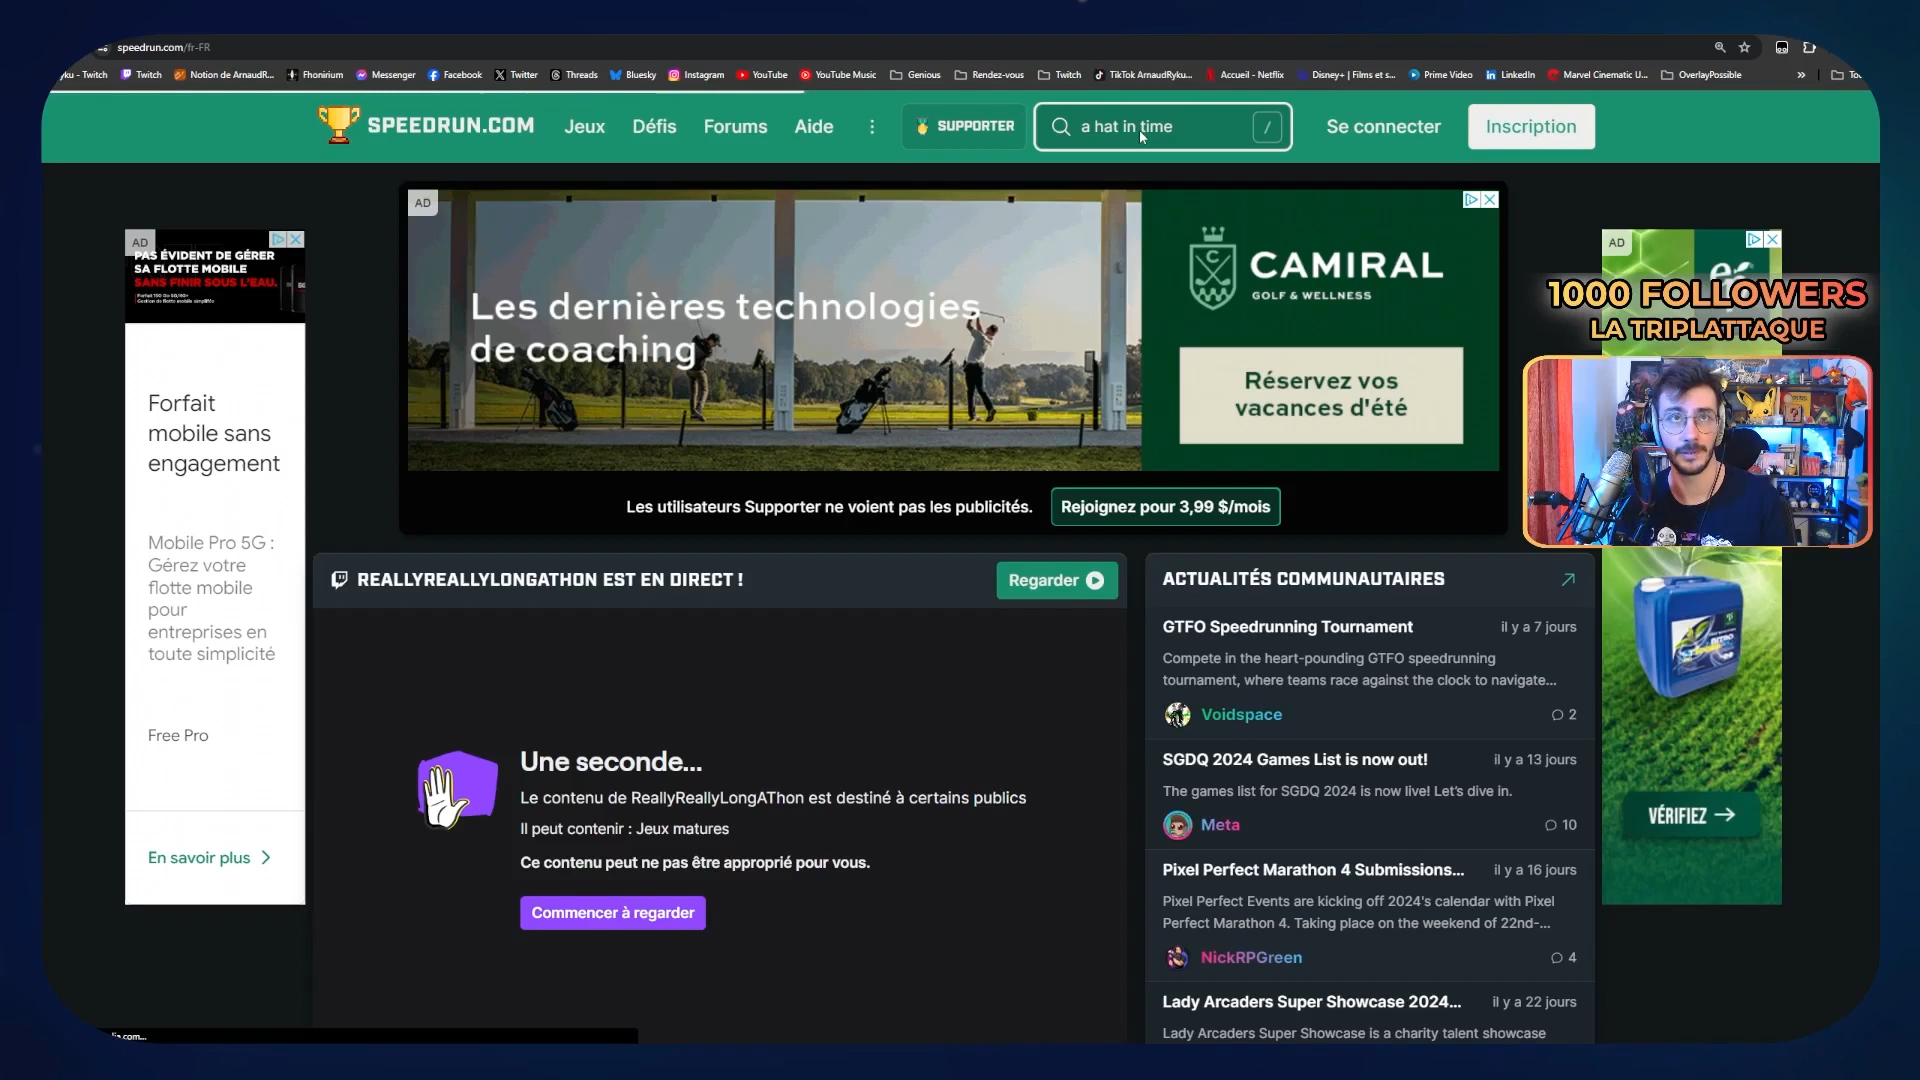 speedrun.com/fr-FR
ku - Twitch
Twitch
Notion de ArnaudR...
Fhonirium
Messenger
Facebook
Twitter
Threads
Bluesky
Instagram
YouTube
YouTube Music
Genious
Rendez-vous
Twitch
TikTok ArnaudRyku...
Accueil - Netflix
Disney+ | Films et s...
Prime Video
LinkedIn
Marvel Cinematic U...
OverlayPossible
»
SPEEDRUN.COM
Jeux
Défis
Forums
Aide
SUPPORTER
a hat in time
/
Se connecter
Inscription
AD
Les dernières technologies
de coaching
CAMIRAL
GOLF & WELLNESS
Réservez vos
vacances d'été
Les utilisateurs Supporter ne voient pas les publicités.
Rejoignez pour 3,99 $/mois
AD
PAS ÉVIDENT DE GÉRER
SA FLOTTE MOBILE
SANS FINIR SOUS L'EAU.
Forfait
mobile sans
engagement
Mobile Pro 5G :
Gérez votre
flotte mobile
pour
entreprises en
toute simplicité
Free Pro
En savoir plus
REALLYREALLYLONGATHON EST EN DIRECT !
Regarder
Une seconde...
Le contenu de ReallyReallyLongAThon est destiné à certains publics
Il peut contenir : Jeux matures
Ce contenu peut ne pas être approprié pour vous.
Commencer à regarder
ACTUALITÉS COMMUNAUTAIRES
GTFO Speedrunning Tournament
il y a 7 jours
Compete in the heart-pounding GTFO speedrunning
tournament, where teams race against the clock to navigate...
Voidspace
2
SGDQ 2024 Games List is now out!
il y a 13 jours
The games list for SGDQ 2024 is now live! Let's dive in.
Meta
10
Pixel Perfect Marathon 4 Submissions...
il y a 16 jours
Pixel Perfect Events are kicking off 2024's calendar with Pixel
Perfect Marathon 4. Taking place on the weekend of 22nd-...
NickRPGreen
4
Lady Arcaders Super Showcase 2024...
il y a 22 jours
Lady Arcaders Super Showcase is a charity talent showcase
AD
1000 FOLLOWERS
LA TRIPLATTAQUE
VÉRIFIEZ